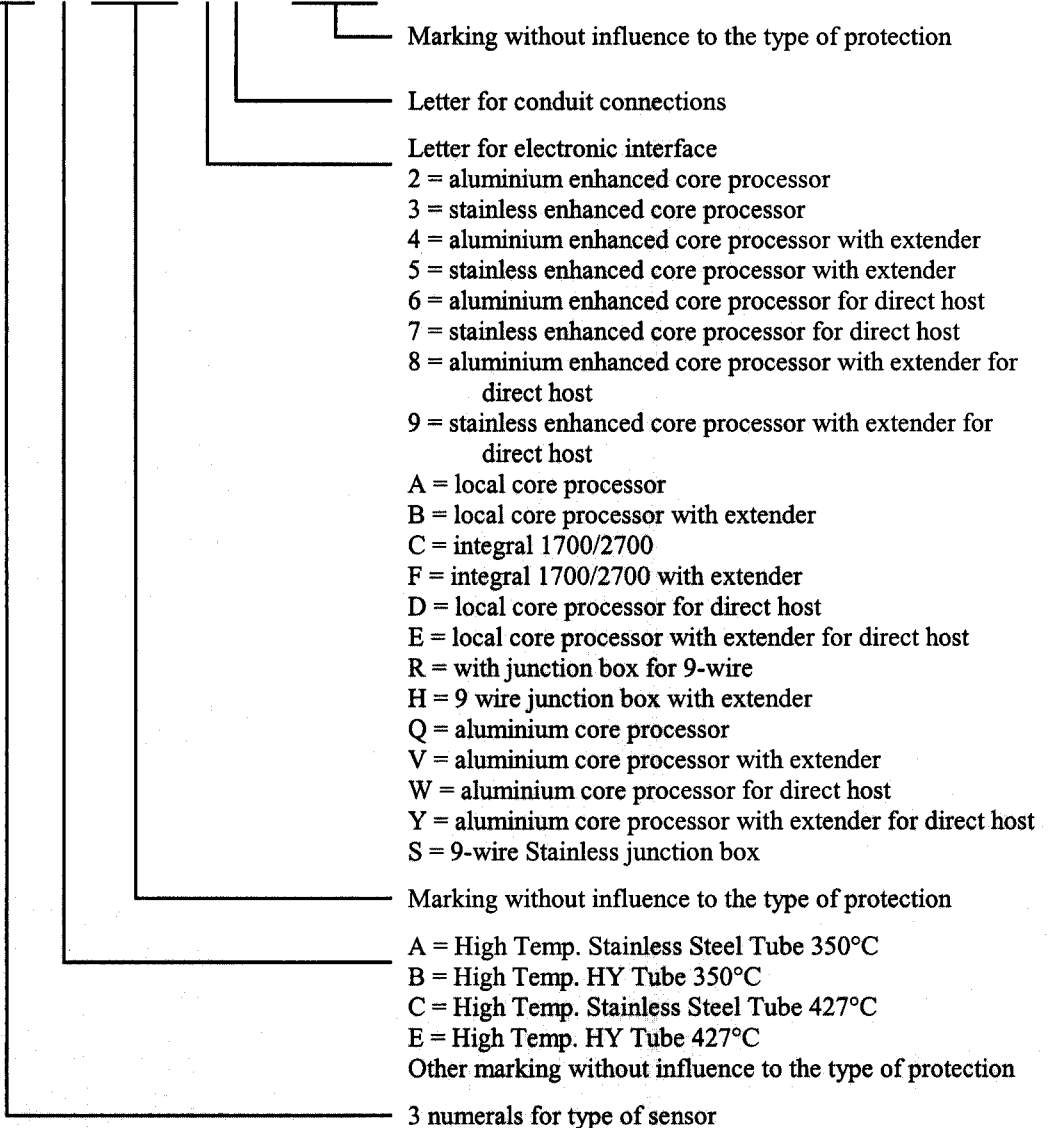 Marking without influence to the type of protection
Letter for conduit connections
Letter for electronic interface
2 = aluminium enhanced core processor
3 = stainless enhanced core processor
4 = aluminium enhanced core processor with extender
5 = stainless enhanced core processor with extender
6 = aluminium enhanced core processor for direct host
7 = stainless enhanced core processor for direct host
8 = aluminium enhanced core processor with extender for
direct host
9 = stainless enhanced core processor with extender for
direct host
A = local core processor
B = local core processor with extender
C = integral 1700/2700
F = integral 1700/2700 with extender
D = local core processor for direct host
E = local core processor with extender for direct host
R = with junction box for 9-wire
H = 9 wire junction box with extender
Q = aluminium core processor
V = aluminium core processor with extender
W = aluminium core processor for direct host
Y = aluminium core processor with extender for direct host
S = 9-wire Stainless junction box
Marking without influence to the type of protection
A = High Temp. Stainless Steel Tube 350°C
B = High Temp. HY Tube 350°C
C = High Temp. Stainless Steel Tube 427°C
E = High Temp. HY Tube 427°C
Other marking without influence to the type of protection
3 numerals for type of sensor